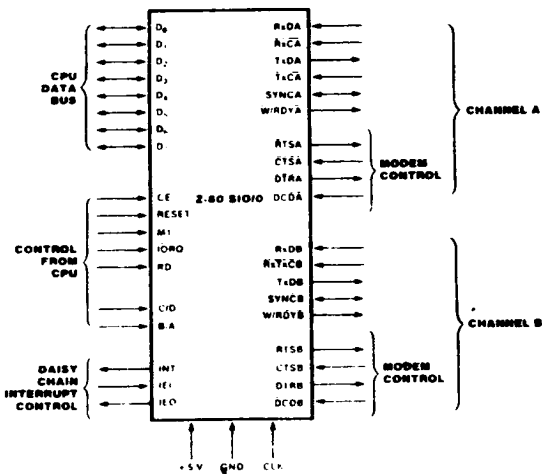 CPU
DATA
BUS
D0
D1
D2
D3
D4
D5
D6
D
CONTROL
FROM
CPU
CE
RESET
M1
IORQ
RD
C/D
B/A
DAISY
CHAIN
INTERRUPT
CONTROL
INT
IEI
IEO
Z-80 SIO/0
RxDA
RxCA
TxDA
TxCA
SYNCA
W/RDYA
RTSA
CTSA
DTRA
DCDA
MODEM
CONTROL
CHANNEL A
RxDB
RxTxCB
TxDB
SYNCB
W/RDYB
RTSB
CTSB
DTRB
DCDB
MODEM
CONTROL
CHANNEL B
+5V
GND
CLK